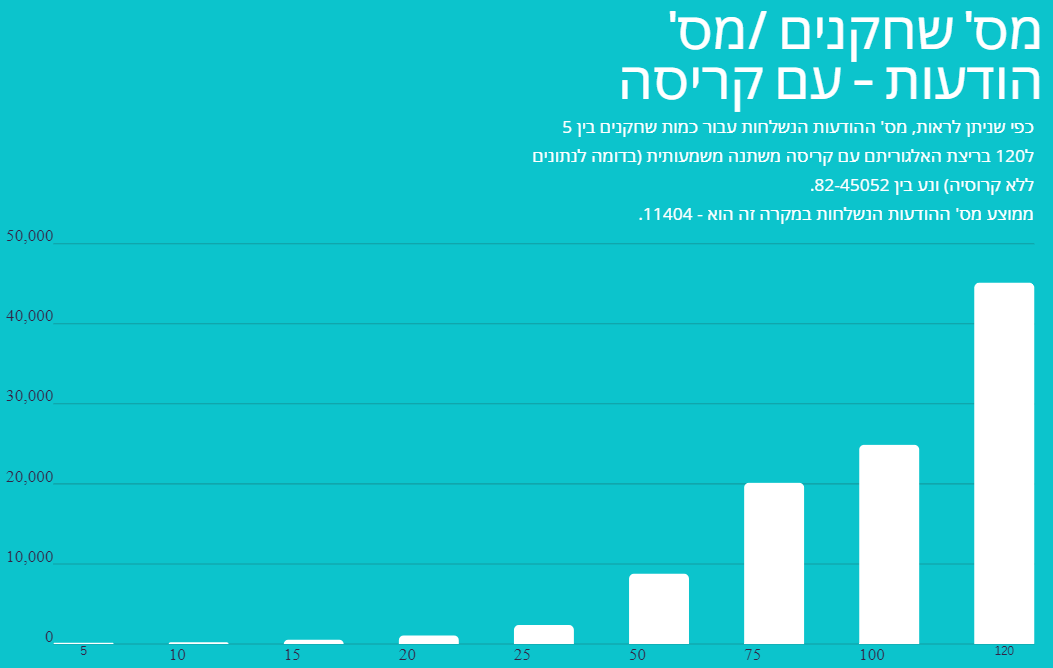 מס' שחקנים /מס'
הודעות – עם קריסה
כפי שניתן לראות, מס' ההודעות הנשלחות עבור כמות שחקנים בין 5
ל120 בריצת האלגוריתם עם קריסה משתנה משמעותית (בדומה לנתונים
ללא קרוסיה) ונע בין 82-45052.
ממוצע מס' ההודעות הנשלחות במקרה זה הוא - 11404.
50,000
40,000
30,000
20,000
10,000
0
5 10 15 20 25 50 75 100 120